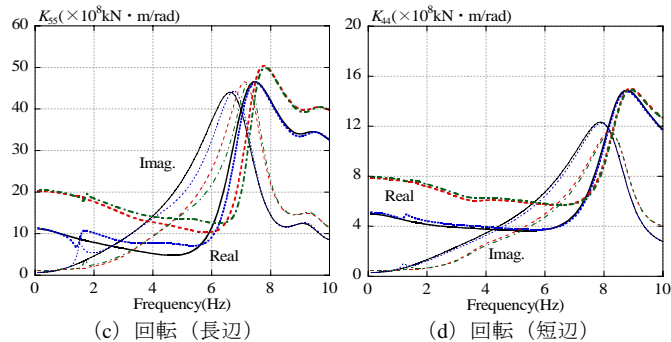 K55(×10⁸kN・m/rad)
60
50
40
30
20
10
0
Imag.
Real
0 2 4 6 8 10
Frequency(Hz)
(c) 回転（長辺）
K44(×10⁸kN・m/rad)
20
16
12
8
4
0
Real
Imag.
0 2 4 6 8 10
Frequency(Hz)
(d) 回転（短辺）